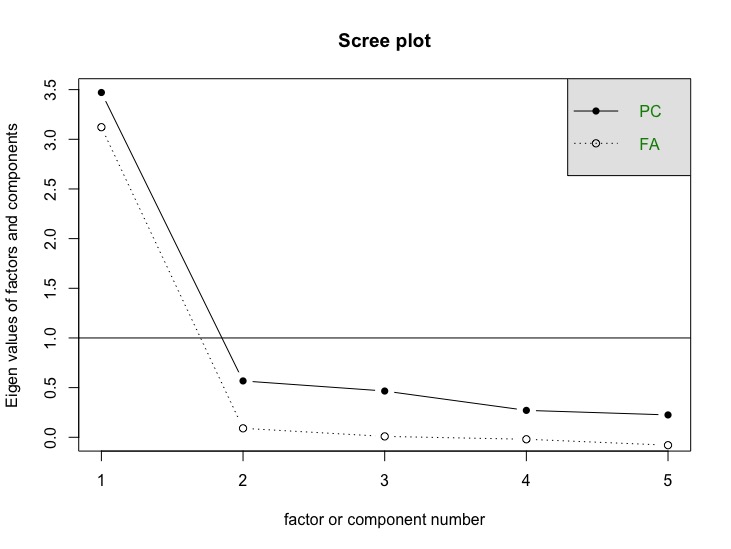 Scree plot
PC
FA
Eigen values of factors and components
3.5
3.0
2.5
2.0
1.5
1.0
0.5
0.0
1 2 3 4 5
factor or component number